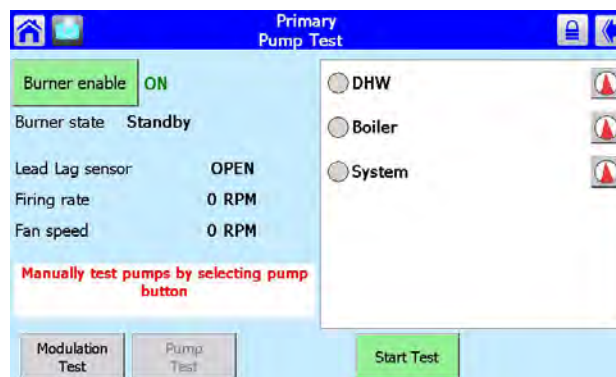 Primary
Pump Test
Burner enable ON
Burner state Standby
Lead Lag sensor OPEN
Firing rate 0 RPM
Fan speed 0 RPM
Manually test pumps by selecting pump
button
DHW
Boiler
System
Modulation
Test
Pump
Test
Start Test